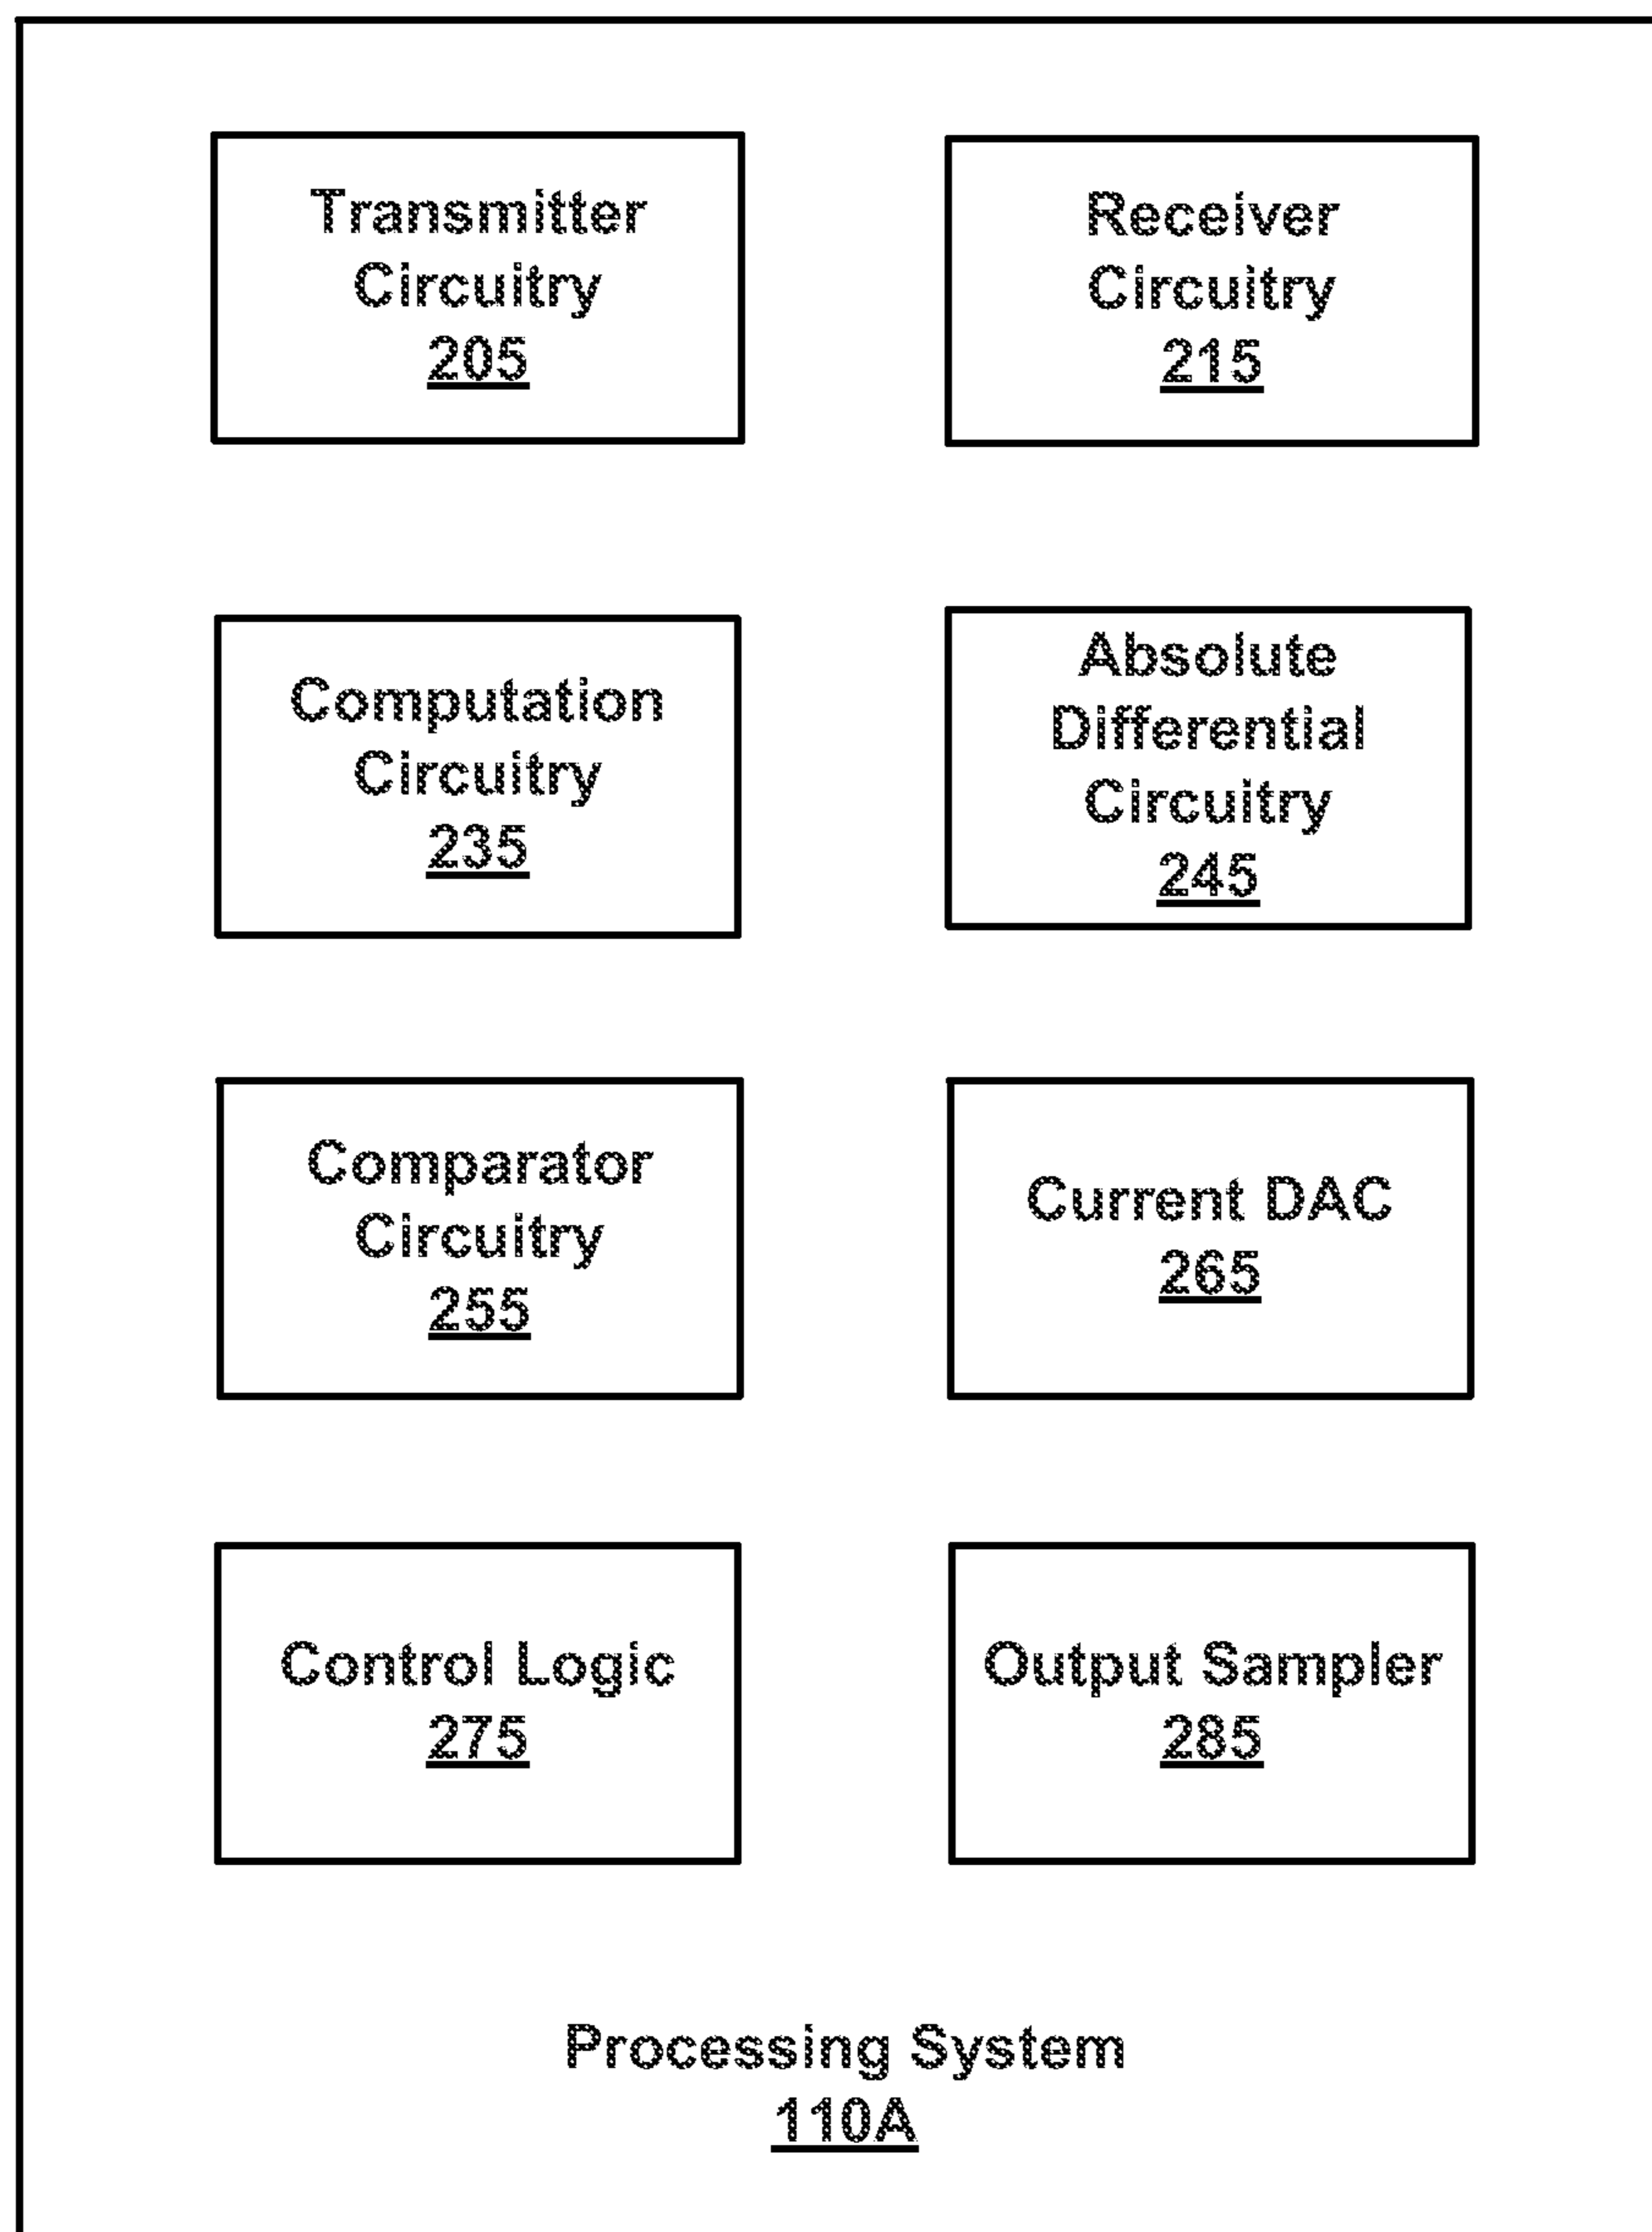 Transmitter
Circuitry
205
Receiver
Circuitry
215
Computation
Circuitry
235
Absolute
Differential
Circuitry
245
Comparator
Circuitry
255
Current DAC
265
Control Logic
275
Output Sampler
285
Processing System
110A